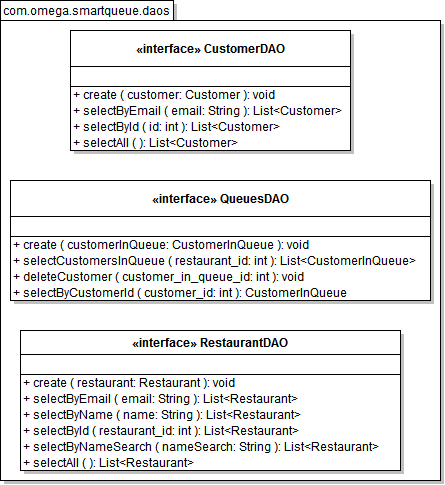 com.omega.smartqueue.daos
«interface» CustomerDAO
+ create ( customer: Customer ): void
+ selectByEmail ( email: String ): List<Customer>
+ selectById ( id: int ): List<Customer>
+ selectAll ( ): List<Customer>
«interface» QueuesDAO
+ create ( customerInQueue: CustomerInQueue ): void
+ selectCustomersInQueue ( restaurant_id: int ): List<CustomerInQueue>
+ deleteCustomer ( customer_in_queue_id: int ): void
+ selectByCustomerId ( customer_id: int ): CustomerInQueue
«interface» RestaurantDAO
+ create ( restaurant: Restaurant ): void
+ selectByEmail ( email: String ): List<Restaurant>
+ selectByName ( name: String ): List<Restaurant>
+ selectById ( restaurant_id: int ): List<Restaurant>
+ selectByNameSearch ( nameSearch: String ): List<Restaurant>
+ selectAll ( ): List<Restaurant>